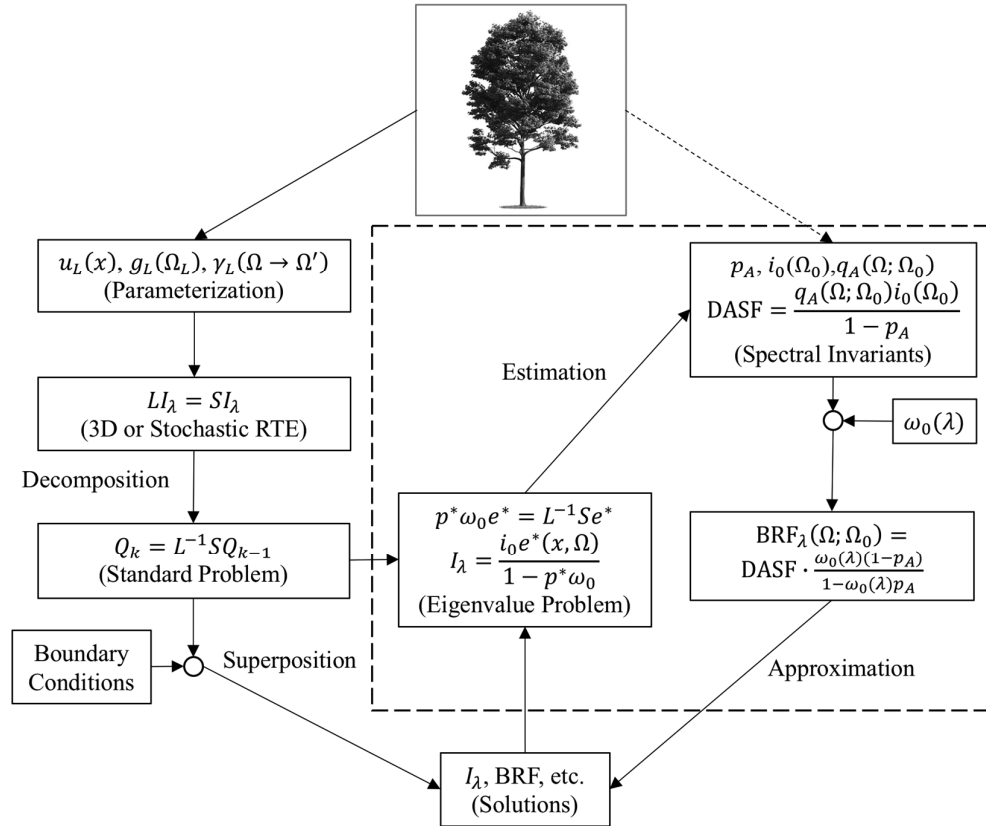 u_L(x), g_L(Ω_L), γ_L(Ω → Ω′)
(Parameterization)
LI_λ = SI_λ
(3D or Stochastic RTE)
Decomposition
Q_k = L^{-1}SQ_{k-1}
(Standard Problem)
Boundary
Conditions
Superposition
p^*ω_0e^* = L^{-1}Se^*
I_λ = \frac{i_0e^*(x, Ω)}{1 - p^*ω_0}
(Eigenvalue Problem)
Estimation
p_A, i_0(Ω_0),q_A(Ω; Ω_0)
DASF = \frac{q_A(Ω; Ω_0)i_0(Ω_0)}{1 - p_A}
(Spectral Invariants)
ω_0(λ)
BRF_λ(Ω; Ω_0) =
DASF · \frac{ω_0(λ)(1-p_A)}{1-ω_0(λ)p_A}
Approximation
I_λ, BRF, etc.
(Solutions)